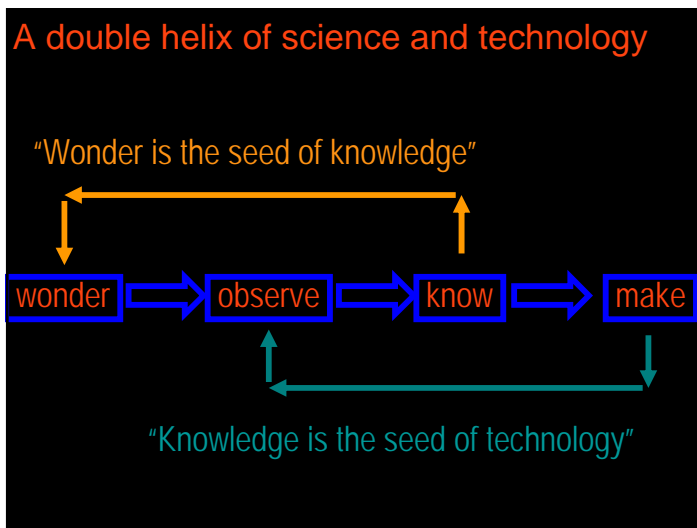 A double helix of science and technology
“Wonder is the seed of knowledge”
wonder observe know make
“Knowledge is the seed of technology”